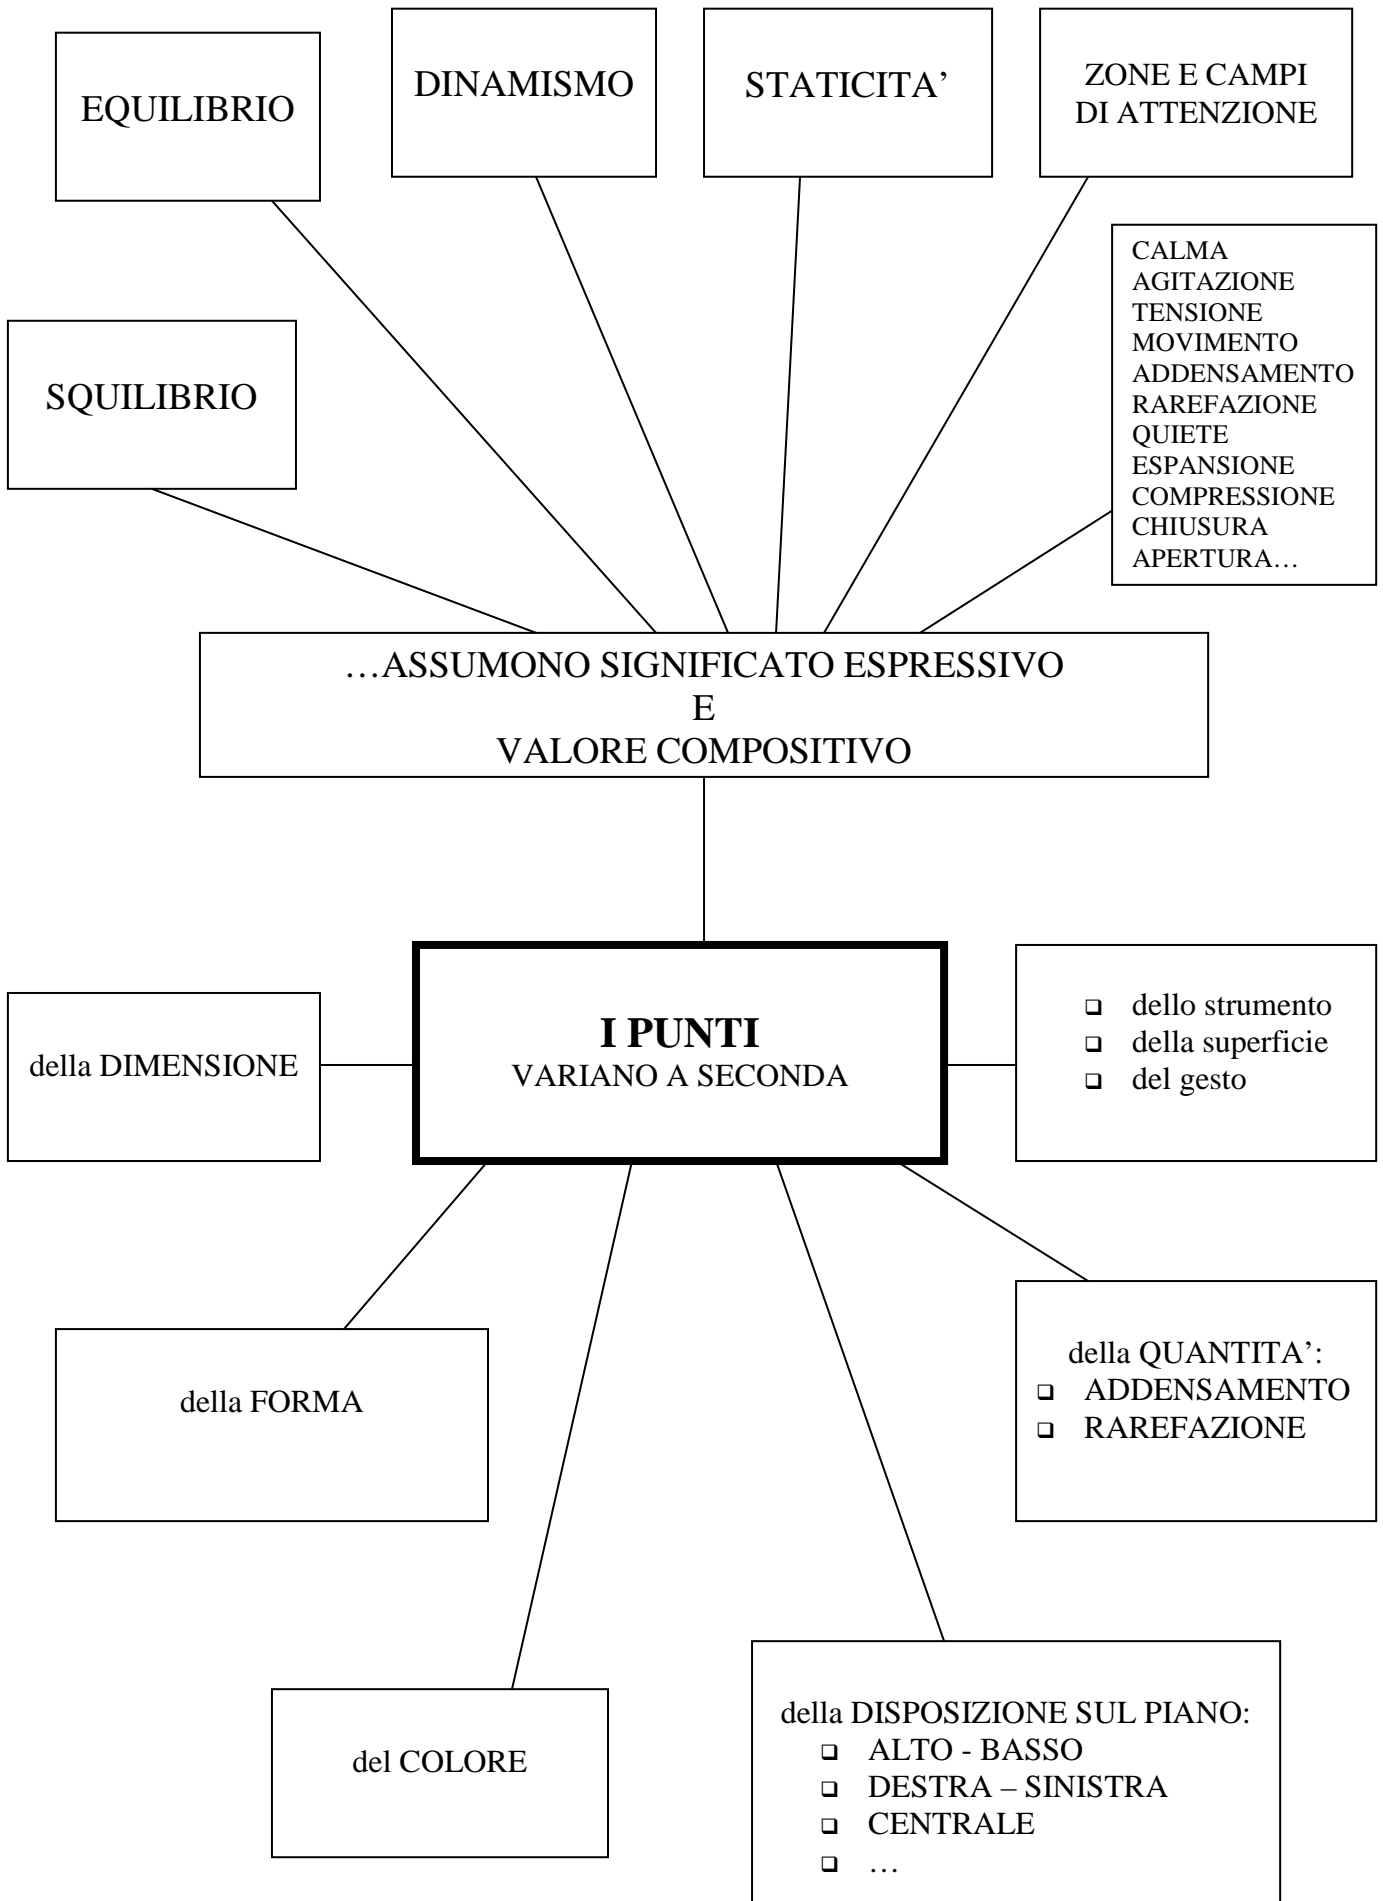 EQUILIBRIO
DINAMISMO
STATICITA’
ZONE E CAMPI
DI ATTENZIONE
CALMA
AGITAZIONE
TENSIONE
MOVIMENTO
ADDENSAMENTO
RAREFAZIONE
QUIETE
ESPANSIONE
COMPRESSIONE
CHIUSURA
APERTURA…
SQUILIBRIO
…ASSUMONO SIGNIFICATO ESPRESSIVO
E
VALORE COMPOSITIVO
I PUNTI
VARIANO A SECONDA
della DIMENSIONE
❑ dello strumento
❑ della superficie
❑ del gesto
della FORMA
della QUANTITA’:
❑ ADDENSAMENTO
❑ RAREFAZIONE
del COLORE
della DISPOSIZIONE SUL PIANO:
❑ ALTO - BASSO
❑ DESTRA – SINISTRA
❑ CENTRALE
❑ …